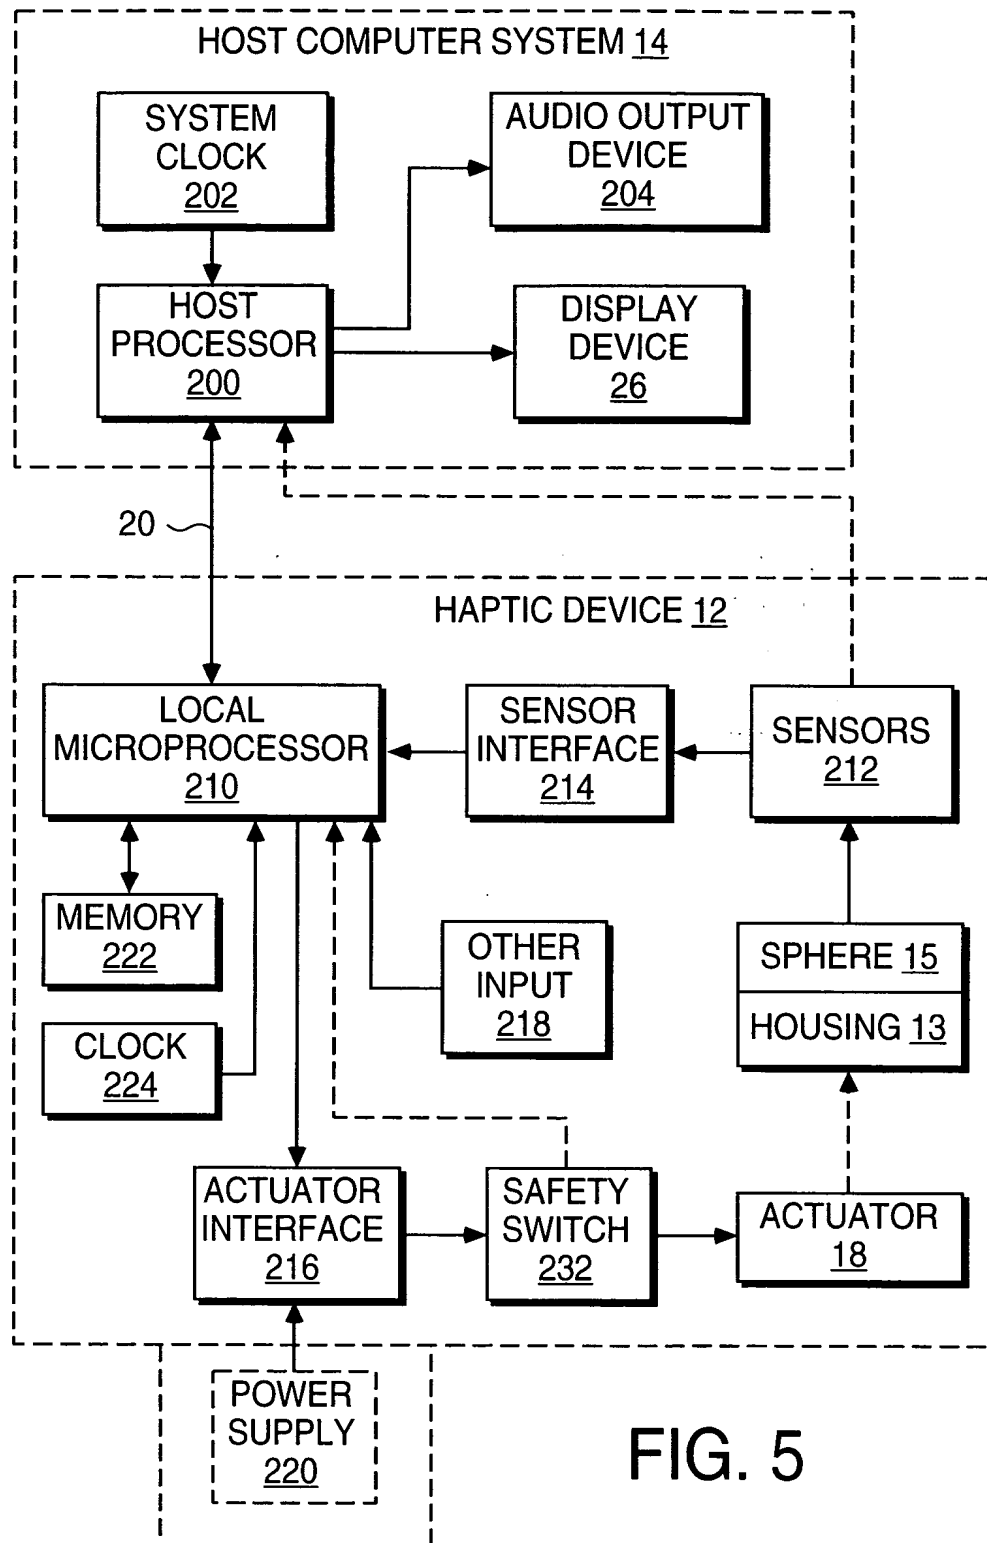 HOST COMPUTER SYSTEM 14
SYSTEM
CLOCK
202
AUDIO OUTPUT
DEVICE
204
HOST
PROCESSOR
200
DISPLAY
DEVICE
26
20
HAPTIC DEVICE 12
LOCAL
MICROPROCESSOR
210
SENSOR
INTERFACE
214
SENSORS
212
MEMORY
222
OTHER
INPUT
218
SPHERE 15
HOUSING 13
CLOCK
224
ACTUATOR
INTERFACE
216
SAFETY
SWITCH
232
ACTUATOR
18
POWER
SUPPLY
220
FIG. 5